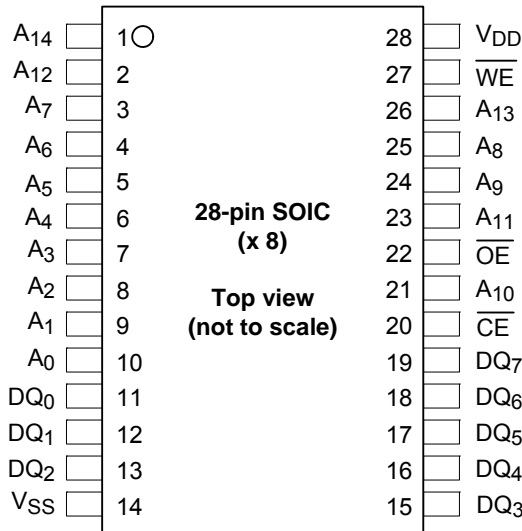 A14 1 28 VDD
A12 2 27 W̅E̅
A7 3 26 A13
A6 4 25 A8
A5 5 24 A9
A4 6 28-pin SOIC 23 A11
A3 7 (x 8) 22 O̅E̅
A2 8 Top view 21 A10
A1 9 (not to scale) 20 C̅E̅
A0 10 19 DQ7
DQ0 11 18 DQ6
DQ1 12 17 DQ5
DQ2 13 16 DQ4
VSS 14 15 DQ3